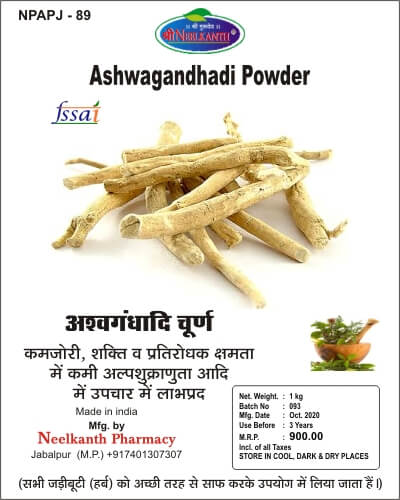 NPAPJ - 89
|| श्री गुरूदेव ||
श्री NEELKANTH
Ashwagandhadi Powder
fssai
अश्वगंधादि चूर्ण
कमजोरी, शक्ति व प्रतिरोधक क्षमता
में कमी अल्पशुक्राणुता आदि
में उपचार में लाभप्रद
Made in india
Mfg. by
Neelkanth Pharmacy
Jabalpur (M.P.) +917401307307
Net. Weight. : 1 kg
Batch No : 093
Mfg. Date : Oct. 2020
Use Before : 3 Years
M.R.P. : 900.00
Incl. of all Taxes
STORE IN COOL, DARK & DRY PLACES
(सभी जड़ीबूटी (हर्ब) को अच्छी तरह से साफ करके उपयोग में लिया जाता हैं।)